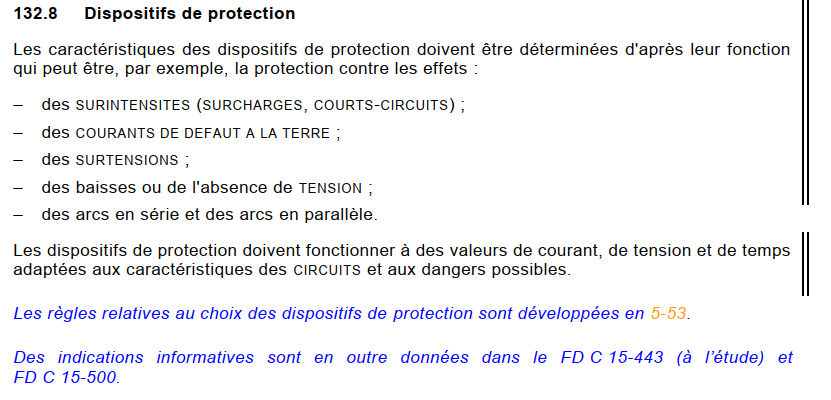 132.8 Dispositifs de protection
Les caractéristiques des dispositifs de protection doivent être déterminées d'après leur fonction
qui peut être, par exemple, la protection contre les effets :
– des SURINTENSITES (SURCHARGES, COURTS-CIRCUITS) ;
– des COURANTS DE DEFAUT A LA TERRE ;
– des SURTENSIONS ;
– des baisses ou de l'absence de TENSION ;
– des arcs en série et des arcs en parallèle.
Les dispositifs de protection doivent fonctionner à des valeurs de courant, de tension et de temps
adaptées aux caractéristiques des CIRCUITS et aux dangers possibles.
Les règles relatives au choix des dispositifs de protection sont développées en 5-53.
Des indications informatives sont en outre données dans le FD C 15-443 (à l’étude) et
FD C 15-500.